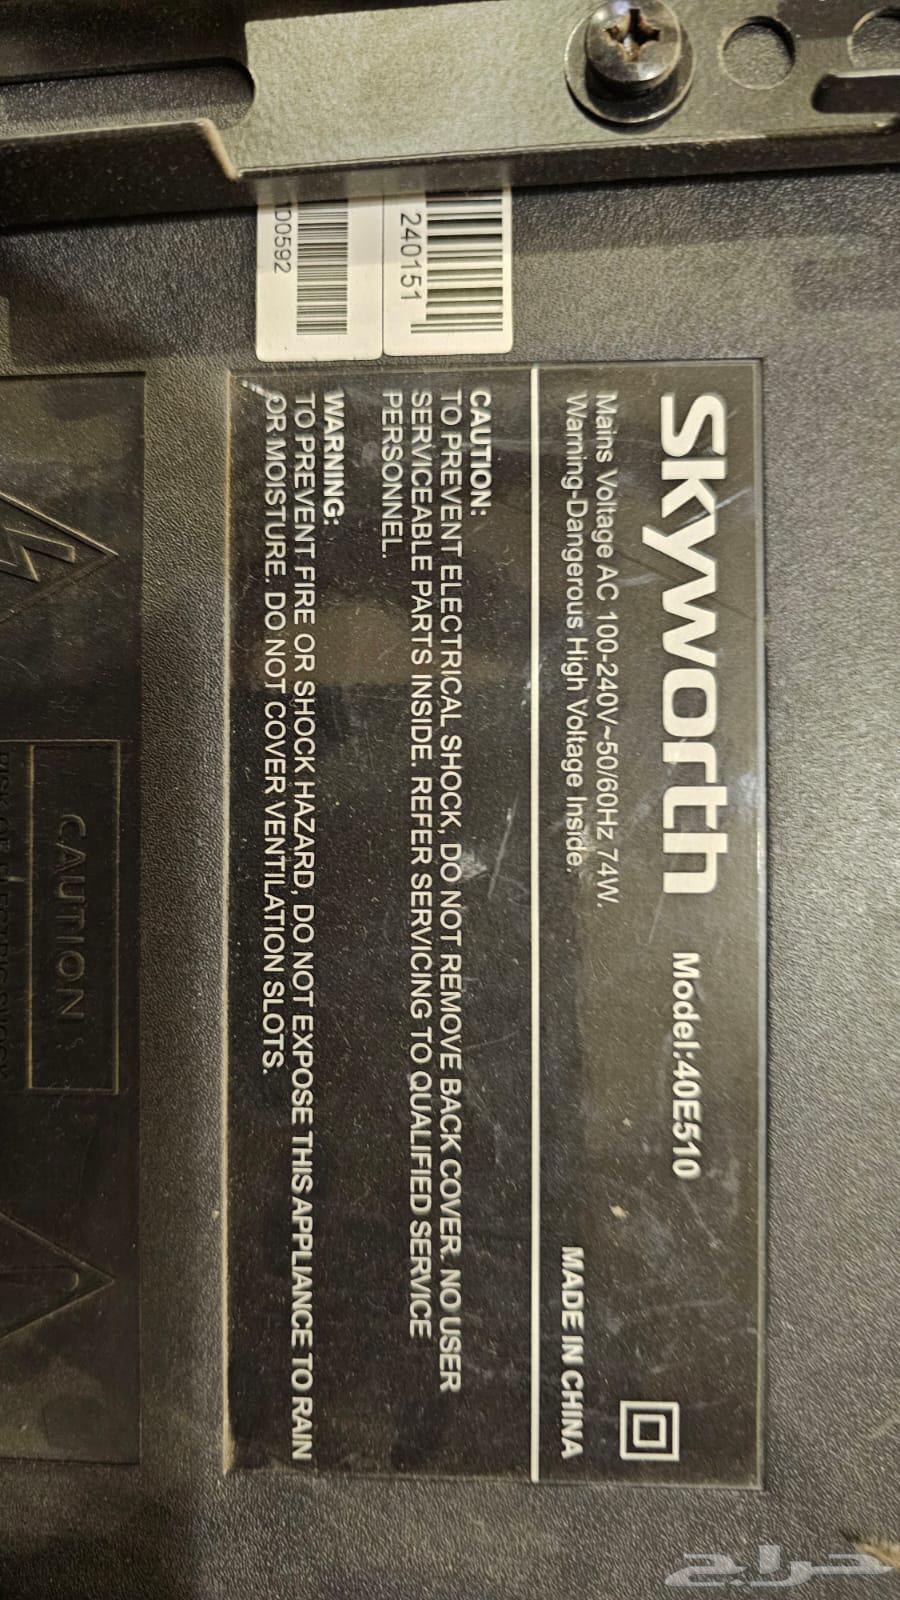 240151
00592
Skyworth Model:40E510
Mains Voltage AC 100-240V~50/60Hz 74W.
Warning-Dangerous High Voltage Inside.
MADE IN CHINA
CAUTION:
TO PREVENT ELECTRICAL SHOCK, DO NOT REMOVE BACK COVER. NO USER
SERVICEABLE PARTS INSIDE. REFER SERVICING TO QUALIFIED SERVICE
PERSONNEL.
WARNING:
TO PREVENT FIRE OR SHOCK HAZARD, DO NOT EXPOSE THIS APPLIANCE TO RAIN
OR MOISTURE. DO NOT COVER VENTILATION SLOTS.
CAUTION
حراج